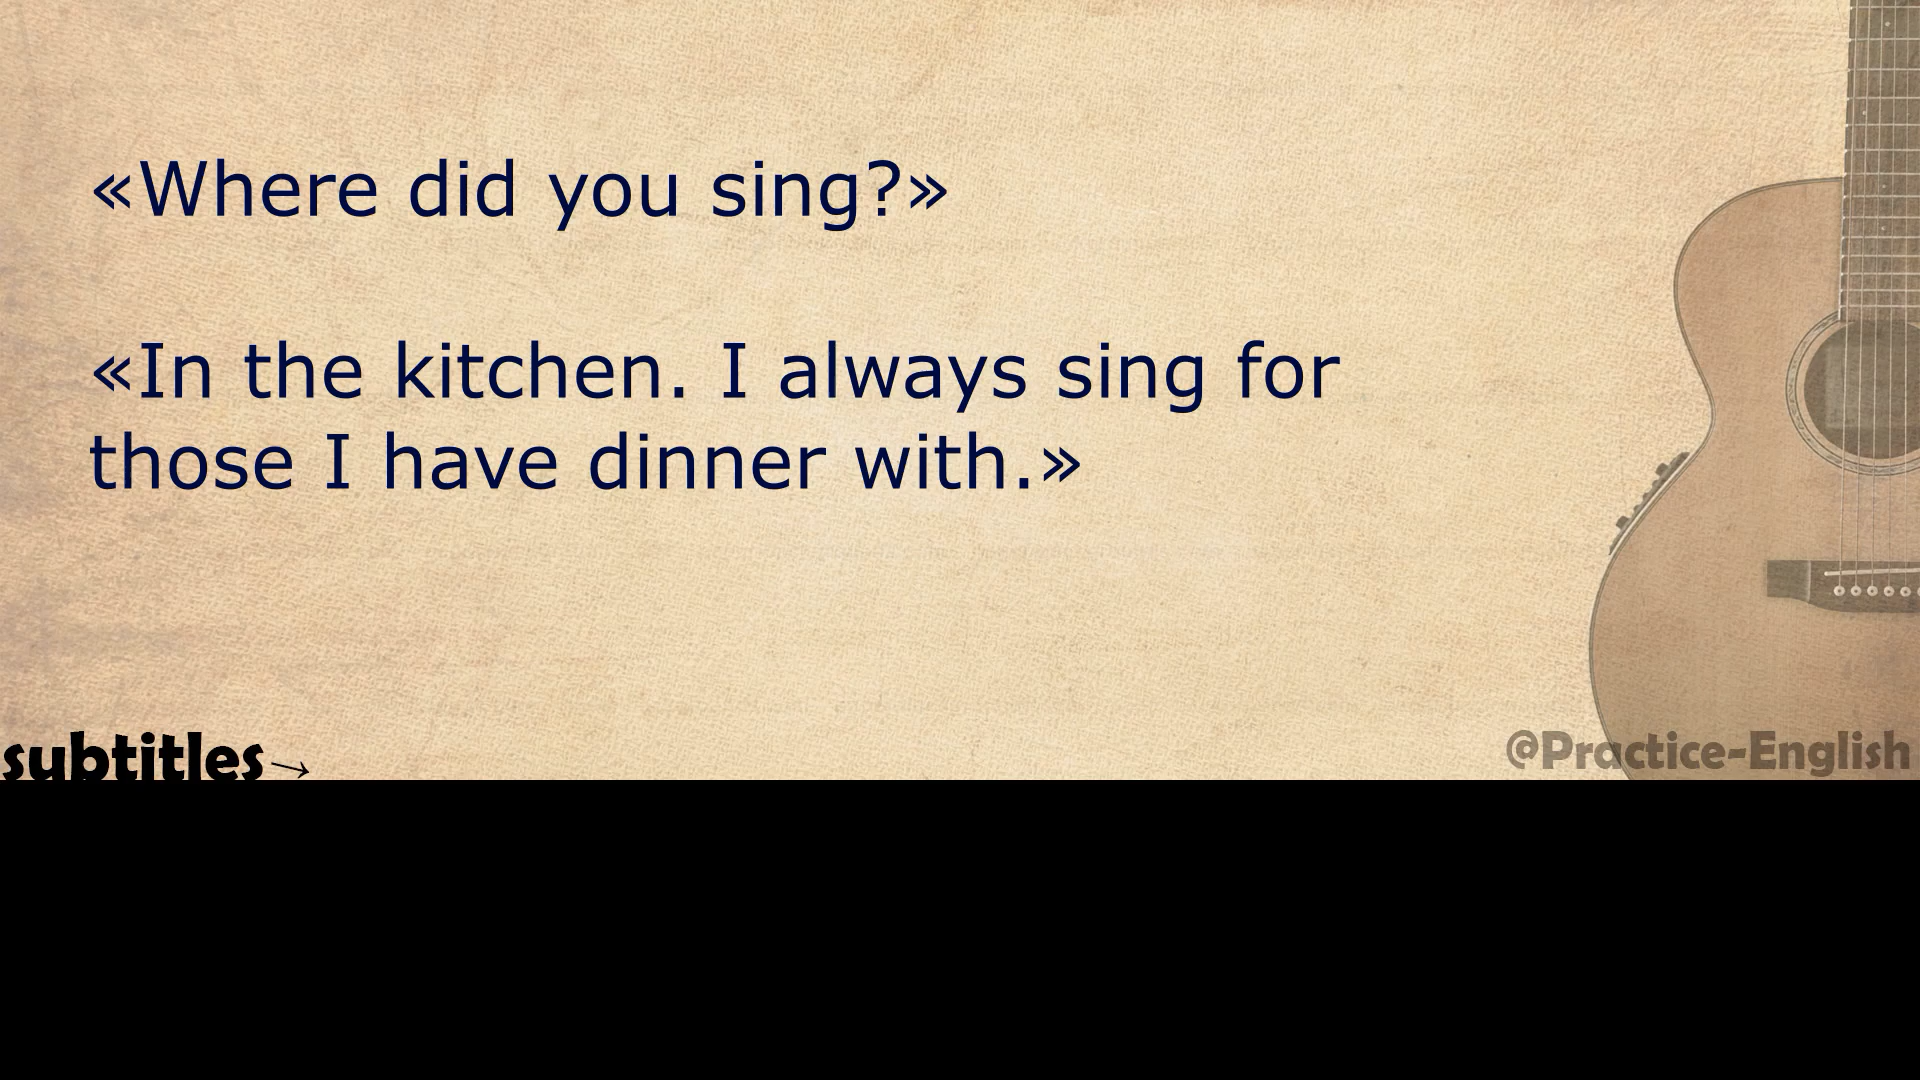 «Where did you sing?»
«In the kitchen. I always sing for
those I have dinner with.»
subtitles→
@Practice-English